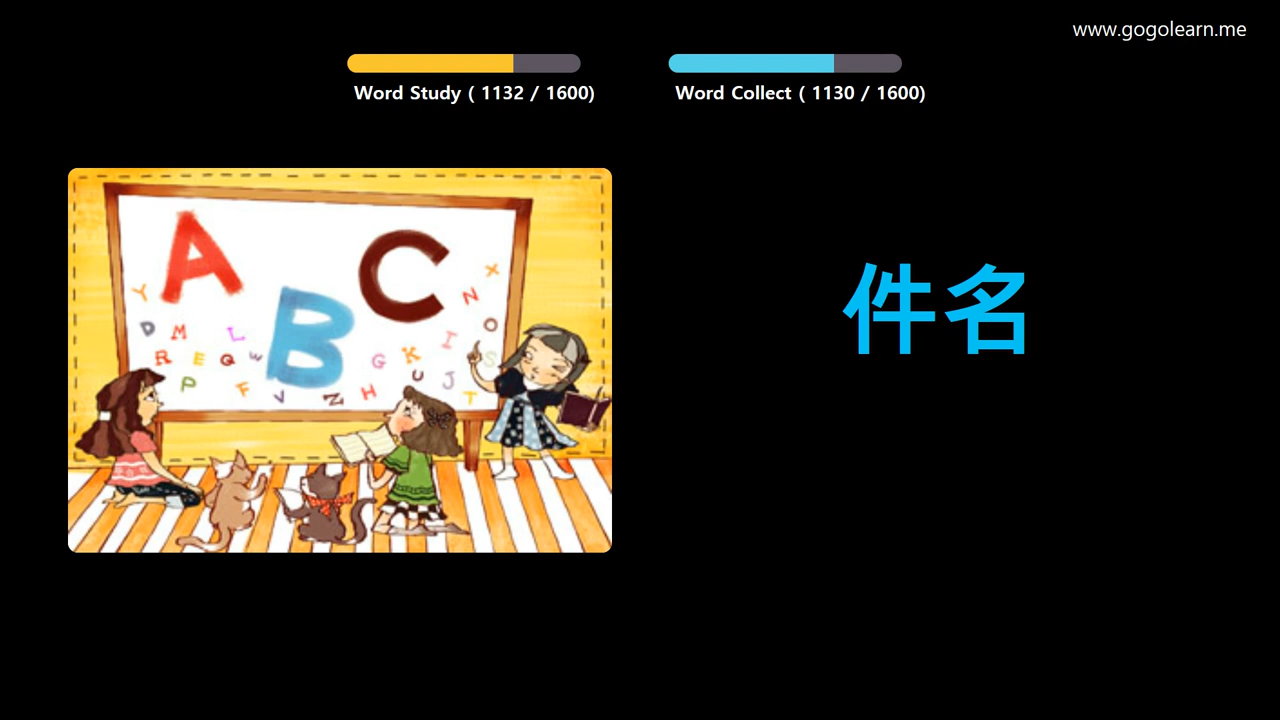 www.gogolearn.me
Word Study ( 1132 / 1600)
Word Collect ( 1130 / 1600)
件名
A
B
C
Y
X
N
O
D
M
L
I
R
E
Q
W
G
K
S
P
F
V
Z
H
U
J
T